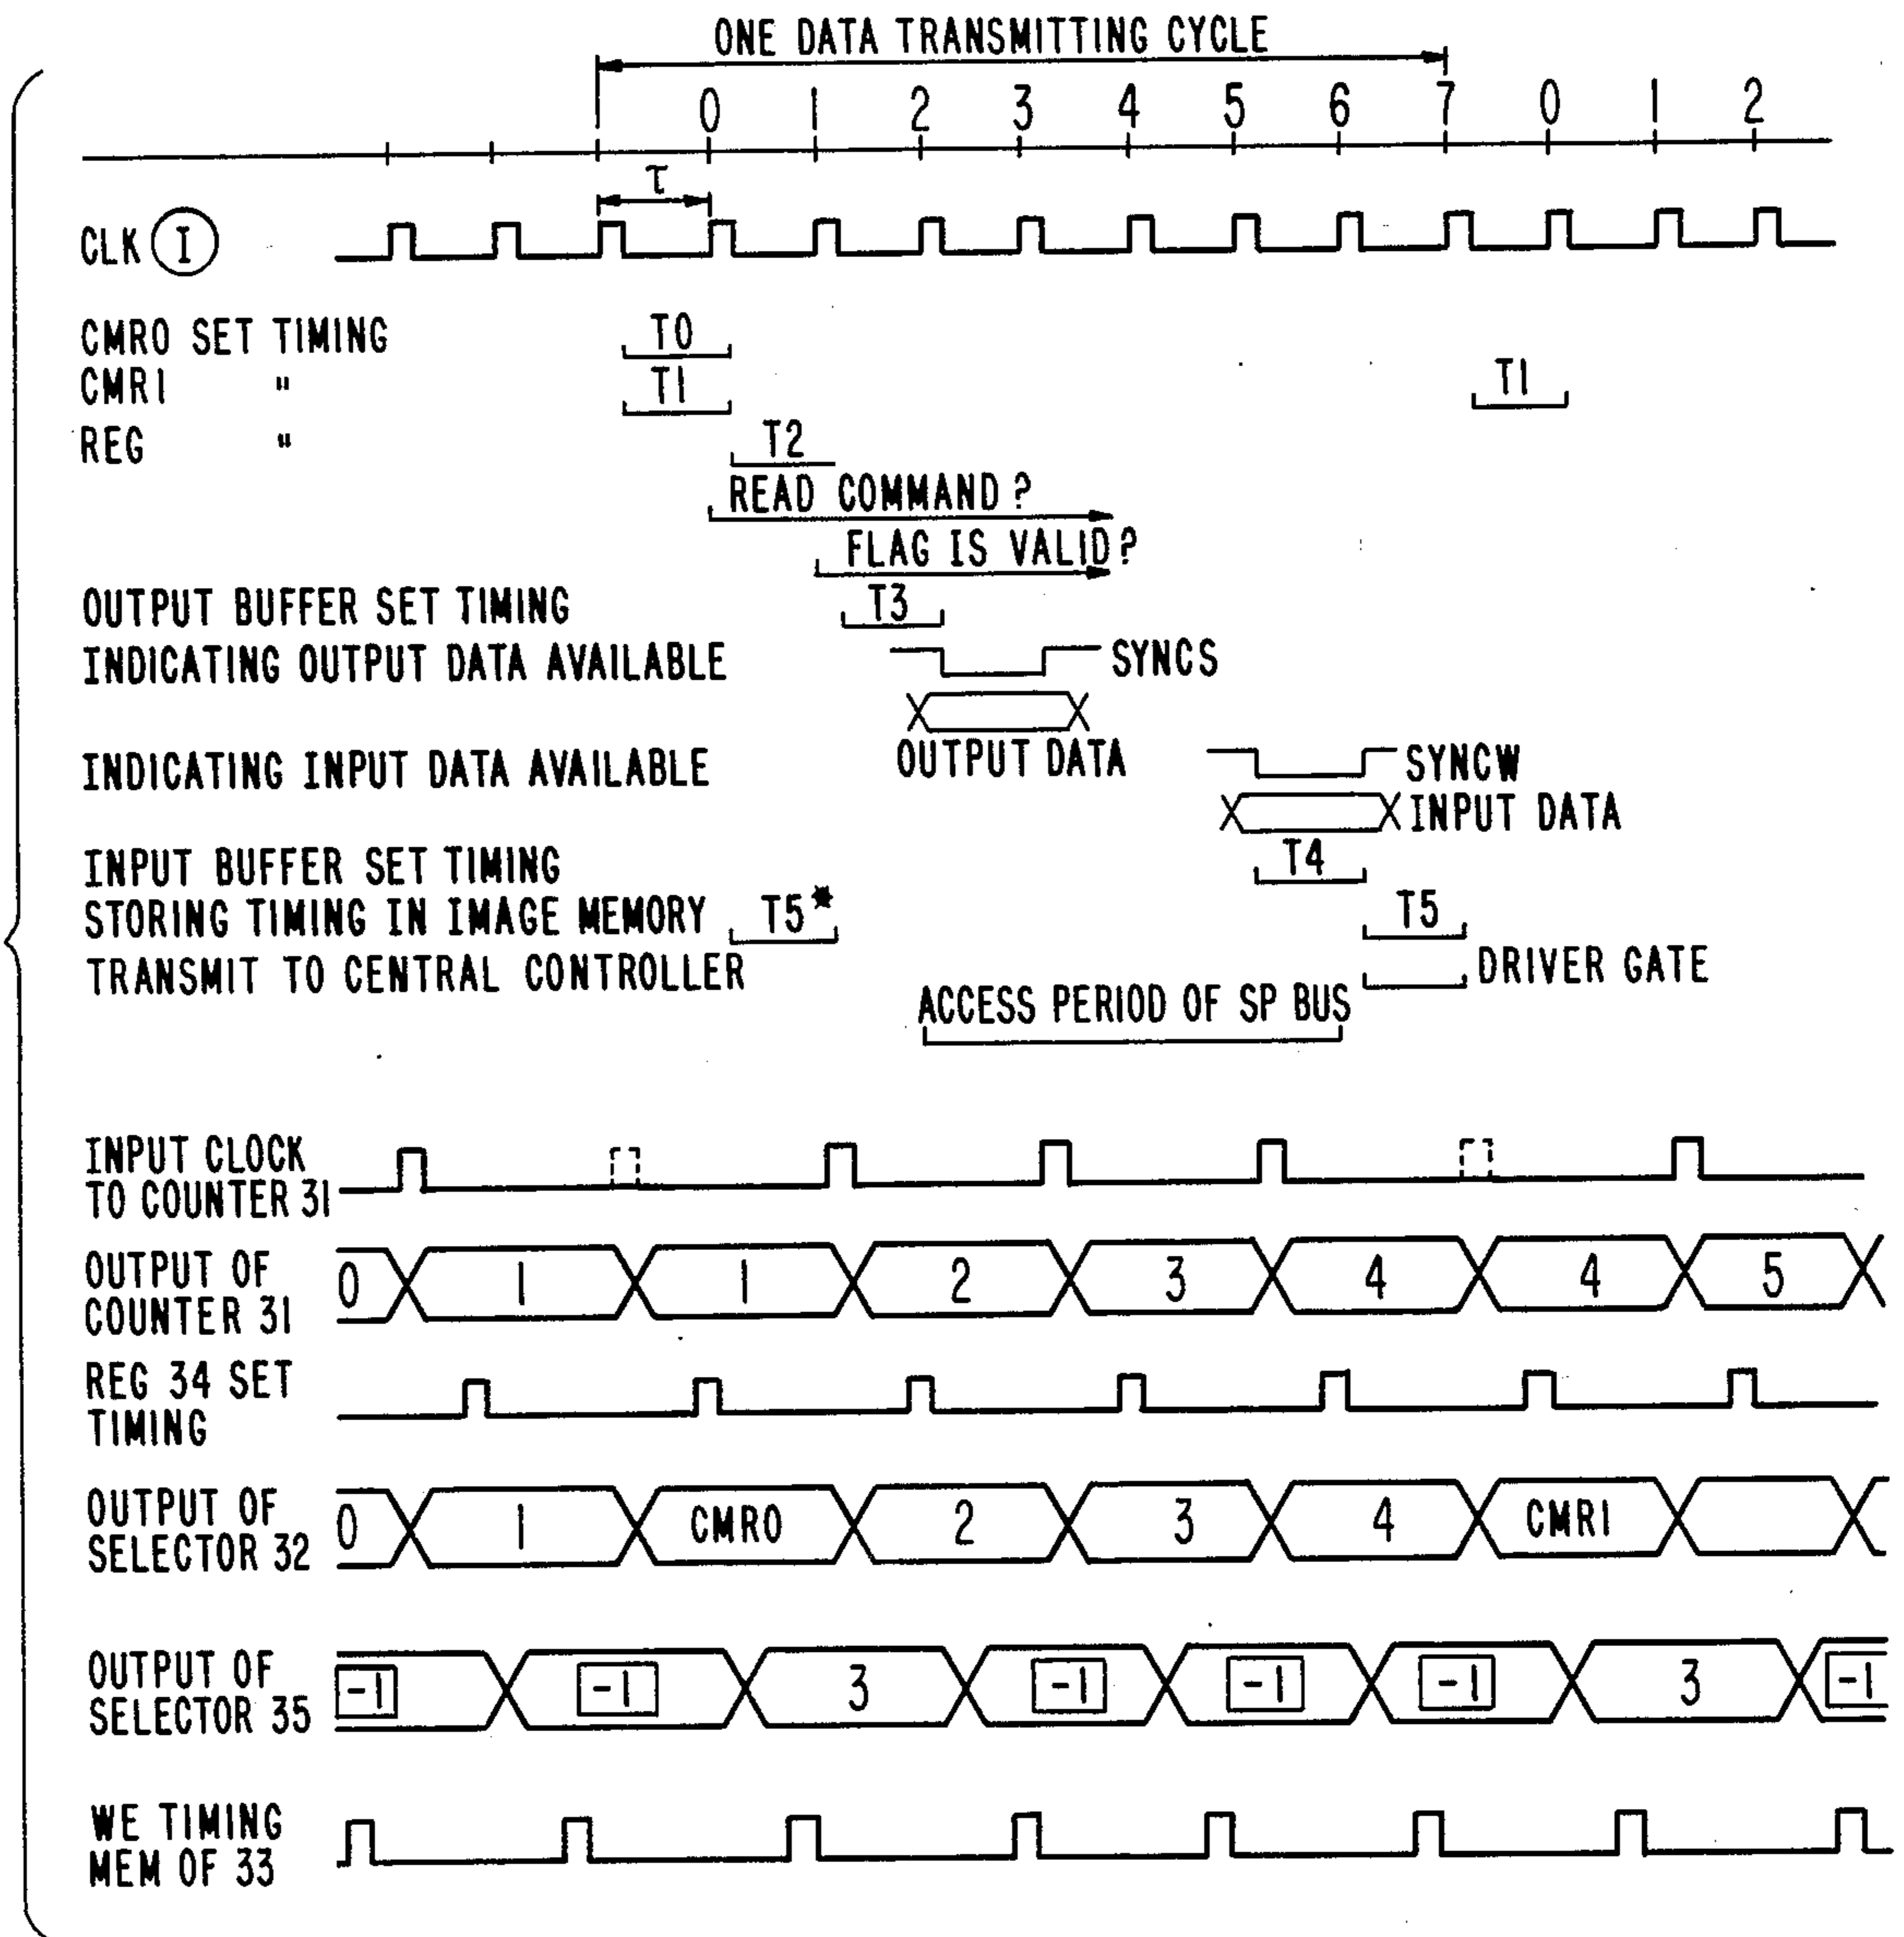 ONE DATA TRANSMITTING CYCLE
0 1 2 3 4 5 6 7 0 1 2
τ
CLK I
CMR0 SET TIMING T0
CMR1 " T1 T1
REG " T2
READ COMMAND?
FLAG IS VALID?
OUTPUT BUFFER SET TIMING T3
INDICATING OUTPUT DATA AVAILABLE SYNCS
OUTPUT DATA
INDICATING INPUT DATA AVAILABLE SYNCW
INPUT DATA
INPUT BUFFER SET TIMING T4
STORING TIMING IN IMAGE MEMORY T5* T5
TRANSMIT TO CENTRAL CONTROLLER DRIVER GATE
ACCESS PERIOD OF SP BUS
INPUT CLOCK
TO COUNTER 31
OUTPUT OF
COUNTER 31
0 1 1 2 3 4 4 5
REG 34 SET
TIMING
OUTPUT OF
SELECTOR 32
0 1 CMR0 2 3 4 CMR1
OUTPUT OF
SELECTOR 35
-1 -1 3 -1 -1 -1 3 -1
WE TIMING
MEM OF 33